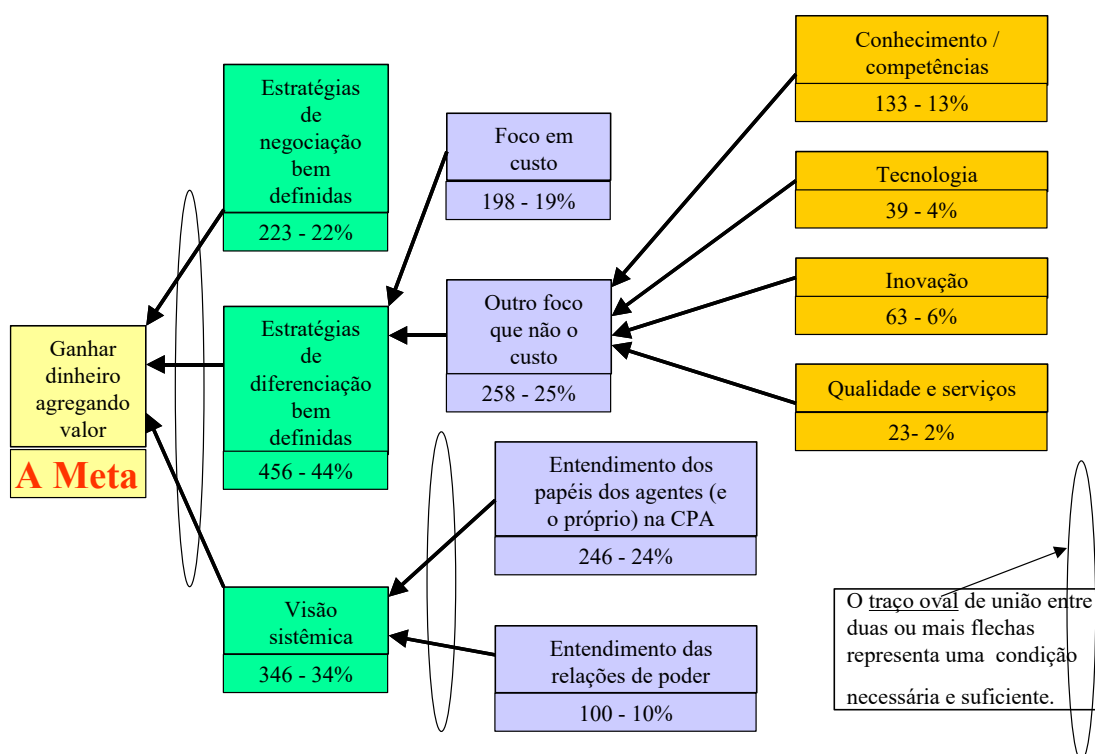 Ganhar
dinheiro
agregando
valor
A Meta
Estratégias
de
negociação
bem
definidas
223 - 22%
Estratégias
de
diferenciação
bem
definidas
456 - 44%
Visão
sistêmica
346 - 34%
Foco em
custo
198 - 19%
Outro foco
que não o
custo
258 - 25%
Entendimento dos
papéis dos agentes (e
o próprio) na CPA
246 - 24%
Entendimento das
relações de poder
100 - 10%
Conhecimento /
competências
133 - 13%
Tecnologia
39 - 4%
Inovação
63 - 6%
Qualidade e serviços
23- 2%
O traço oval de união entre
duas ou mais flechas
representa uma condição
necessária e suficiente.